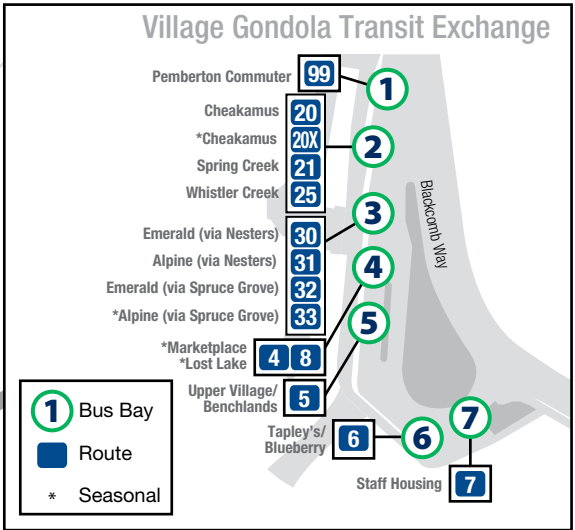 Village Gondola Transit Exchange
Pemberton Commuter 99
1
Cheakamus 20
*Cheakamus 20X
2
Spring Creek 21
Whistler Creek 25
3
Emerald (via Nesters) 30
Alpine (via Nesters) 31
Emerald (via Spruce Grove) 32
*Alpine (via Spruce Grove) 33
4
Blackcomb Way
*Marketplace
*Lost Lake
4 8
5
Upper Village/
Benchlands
5
Tapley's/
Blueberry
6
6
7
Staff Housing 7
1 Bus Bay
Route
* Seasonal